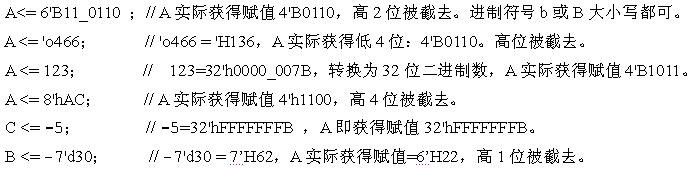 A<= 6'B11_0110 ；// A 实际获得赋值 4'B0110，高 2 位被截去。进制符号 b 或 B 大小写都可。
A <= 'o466；// 'o466 = 'H136，A 实际获得低 4 位：4'B0110。高位被截去。
A <= 123；// 123=32'h0000_007B，转换为 32 位二进制数，A 实际获得赋值 4'B1011。
A <= 8'hAC；// A 实际获得赋值 4'h1100，高 4 位被截去。
C <= −5；// −5=32'hFFFFFFFB ，A 即获得赋值 32'hFFFFFFFB。
B <= − 7'd30；// − 7'd30 = 7'H62，A 实际获得赋值=6'H22，高 1 位被截去。